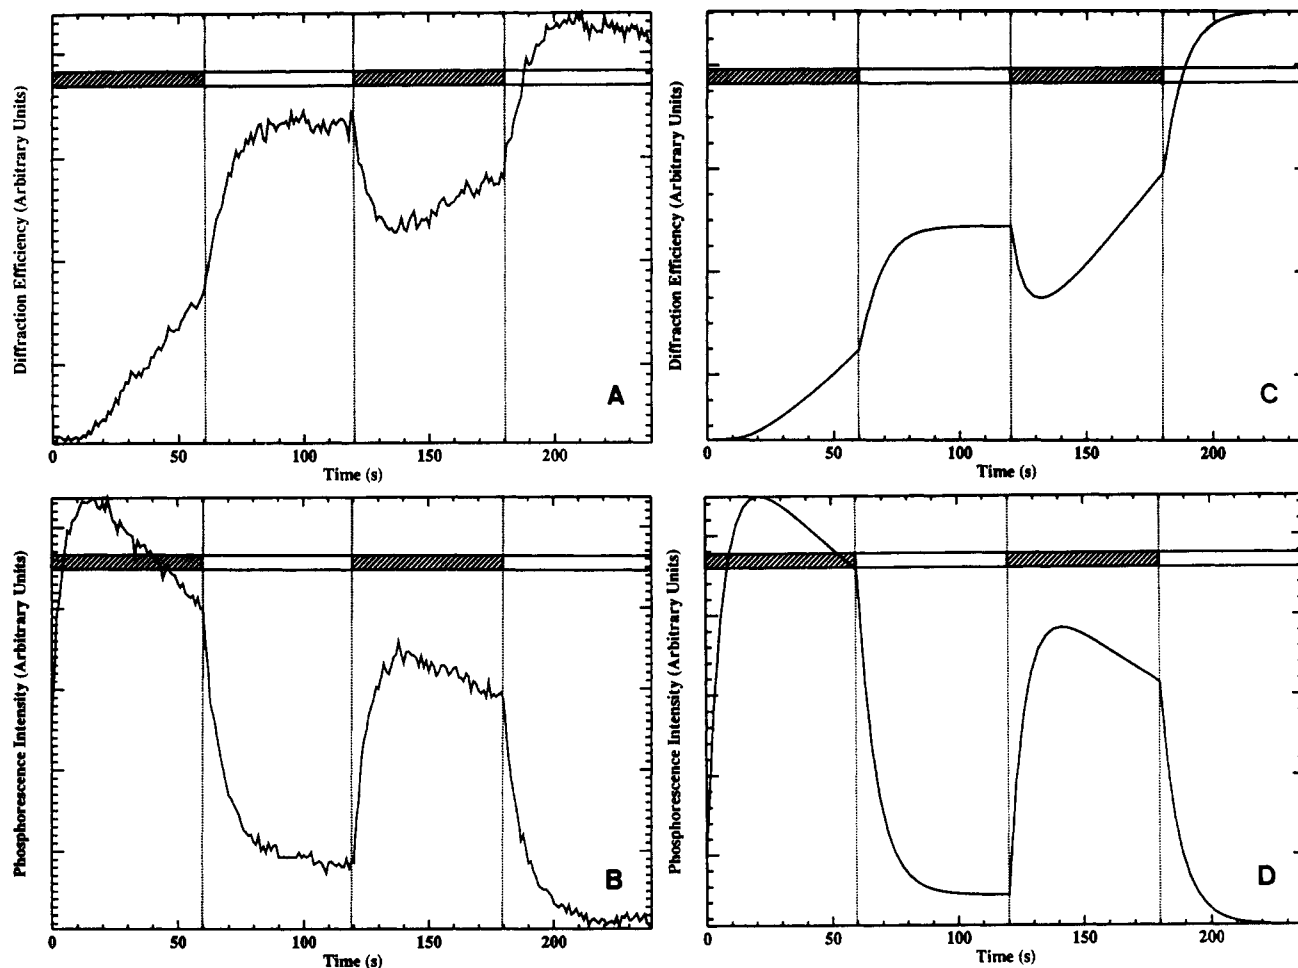 Diffraction Efficiency (Arbitrary Units)
A
0 50 100 150 200
Time (s)
Diffraction Efficiency (Arbitrary Units)
C
0 50 100 150 200
Time (s)
Phosphorescence Intensity (Arbitrary Units)
B
0 50 100 150 200
Time (s)
Phosphorescence Intensity (Arbitrary Units)
D
0 50 100 150 200
Time (s)